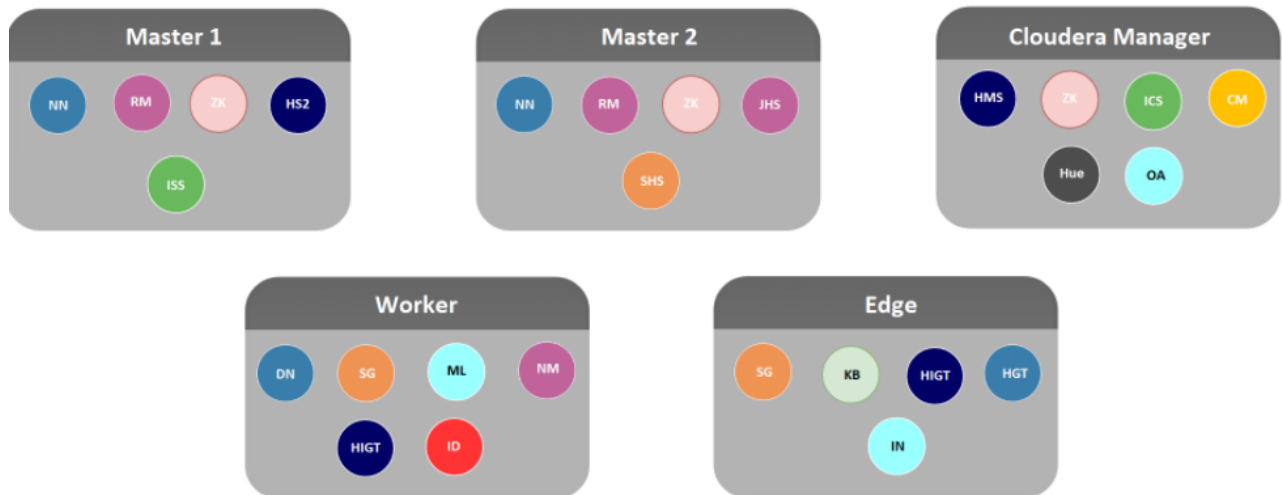 Master 1
NN RM ZK HS2
ISS
Master 2
NN RM ZK JHS
SHS
Cloudera Manager
HMS ZK ICS CM
Hue OA
Worker
DN SG ML NM
HIGT ID
Edge
SG KB HIGT HGT
IN